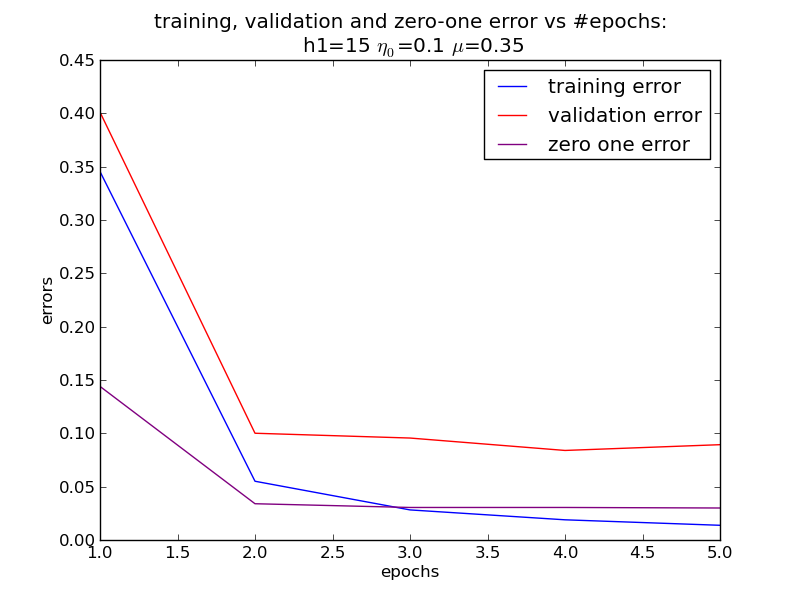 training, validation and zero-one error vs #epochs:
h1=15 η₀=0.1 μ=0.35
training error
validation error
zero one error
0.45
0.40
0.35
0.30
0.25
0.20
0.15
0.10
0.05
0.00
errors
1.0 1.5 2.0 2.5 3.0 3.5 4.0 4.5 5.0
epochs